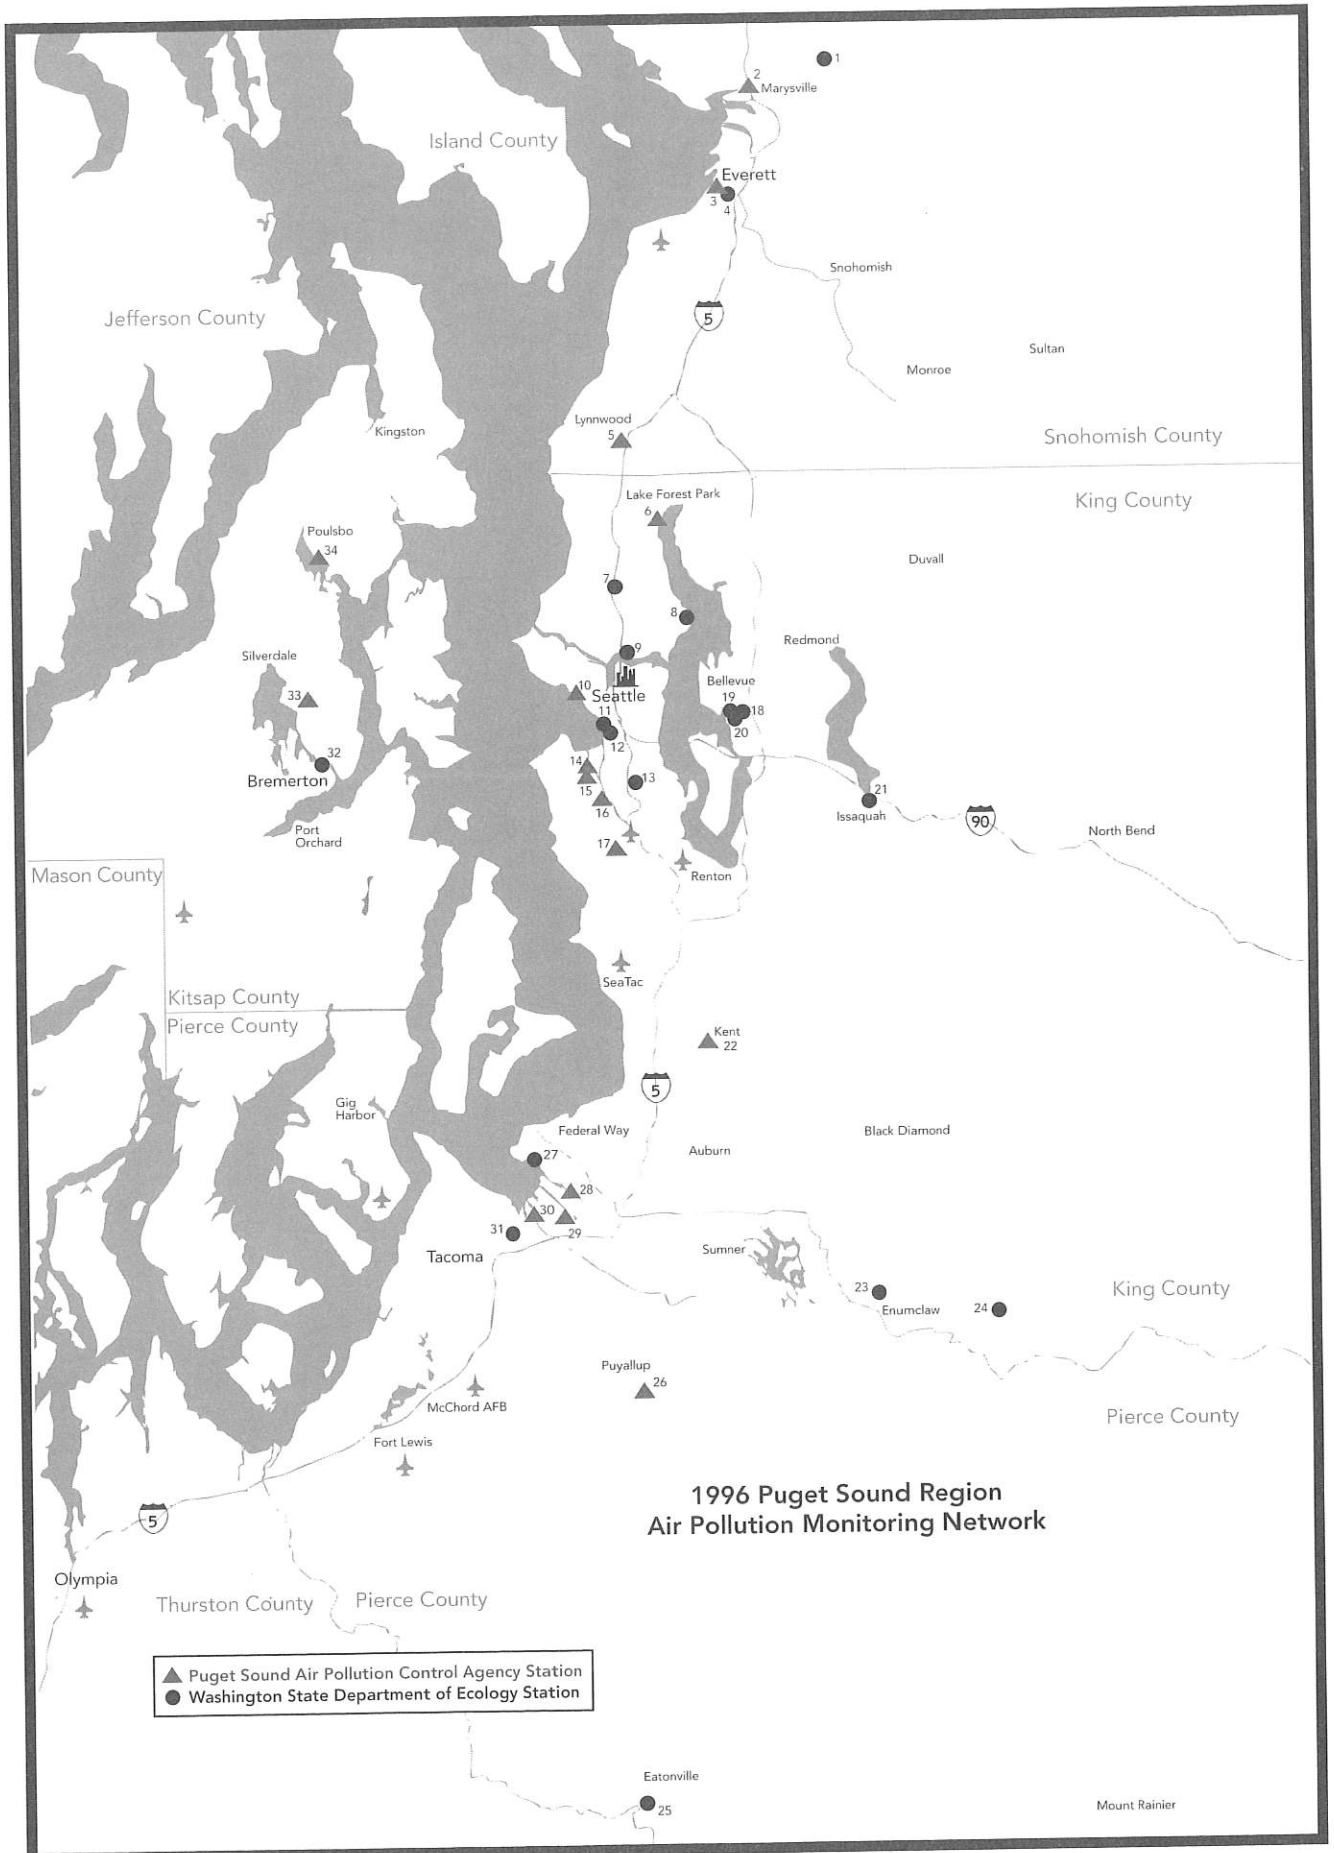 1
2
Marysville
Island County
Everett
3
4
Snohomish
Jefferson County
5
Sultan
Monroe
Lynnwood
5
Kingston
Snohomish County
Lake Forest Park
6
King County
Poulsbo
34
Duvall
7
8
Redmond
9
Silverdale
Bellevue
33
10
Seattle
19
18
11
20
12
32
14
13
Bremerton
15
21
16
Issaquah
90
Port
Orchard
North Bend
17
Mason County
Renton
SeaTac
Kitsap County
Pierce County
Kent
22
5
Gig
Harbor
Federal Way
Black Diamond
Auburn
27
28
30
31
29
Tacoma
Sumner
23
King County
Enumclaw
24
Puyallup
26
McChord AFB
Pierce County
Fort Lewis
1996 Puget Sound Region
Air Pollution Monitoring Network
5
Olympia
Thurston County
Pierce County
Puget Sound Air Pollution Control Agency Station
Washington State Department of Ecology Station
Eatonville
25
Mount Rainier